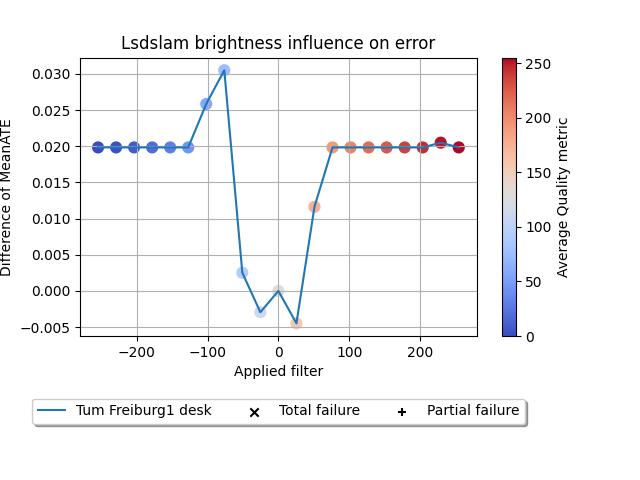 Lsdslam brightness influence on error
Difference of MeanATE
0.030
0.025
0.020
0.015
0.010
0.005
0.000
−0.005
−200
−100
0
100
200
Applied filter
250
200
150
100
50
0
Average Quality metric
Tum Freiburg1 desk
Total failure
Partial failure